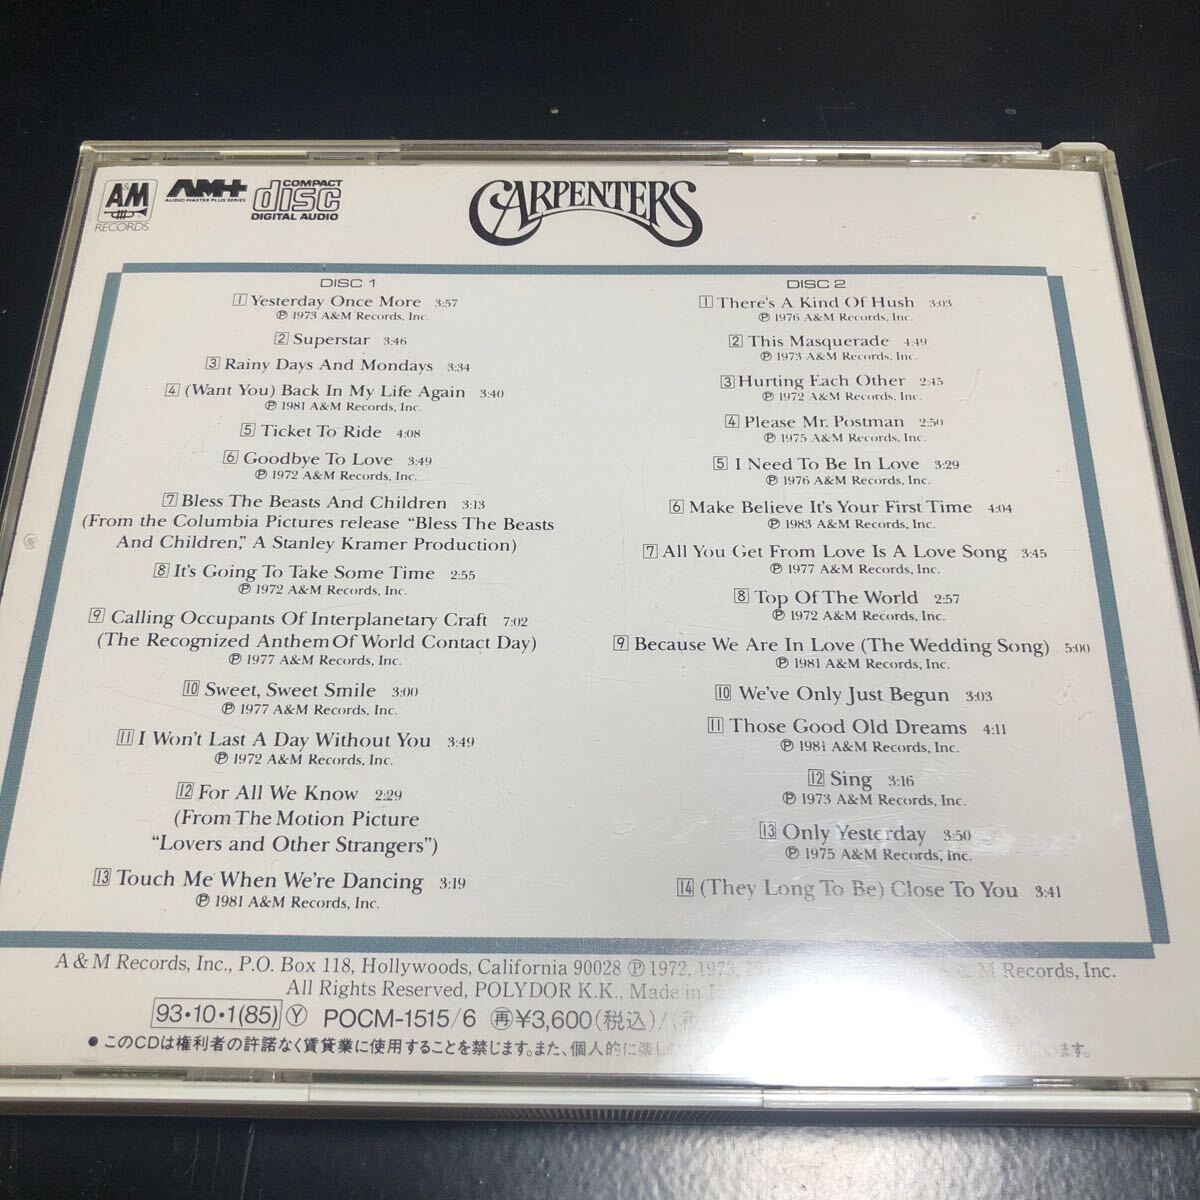 A&M
RECORDS
AM+
AUDIO MASTER PLUS SERIES
COMPACT
disc
DIGITAL AUDIO
CARPENTERS
DISC 1
1 Yesterday Once More 3:57
Ⓟ 1973 A&M Records, Inc.
2 Superstar 3:46
3 Rainy Days And Mondays 3:34
4 (Want You) Back In My Life Again 3:40
Ⓟ 1981 A&M Records, Inc.
5 Ticket To Ride 4:08
6 Goodbye To Love 3:49
Ⓟ 1972 A&M Records, Inc.
7 Bless The Beasts And Children 3:13
(From the Columbia Pictures release “Bless The Beasts
And Children,” A Stanley Kramer Production)
8 It's Going To Take Some Time 2:55
Ⓟ 1972 A&M Records, Inc.
9 Calling Occupants Of Interplanetary Craft 7:02
(The Recognized Anthem Of World Contact Day)
Ⓟ 1977 A&M Records, Inc.
10 Sweet, Sweet Smile 3:00
Ⓟ 1977 A&M Records, Inc.
11 I Won't Last A Day Without You 3:49
Ⓟ 1972 A&M Records, Inc.
12 For All We Know 2:29
(From The Motion Picture
“Lovers and Other Strangers”)
13 Touch Me When We're Dancing 3:19
Ⓟ 1981 A&M Records, Inc.
DISC 2
1 There's A Kind Of Hush 3:03
Ⓟ 1976 A&M Records, Inc.
2 This Masquerade 4:49
Ⓟ 1973 A&M Records, Inc.
3 Hurting Each Other 2:45
Ⓟ 1972 A&M Records, Inc.
4 Please Mr. Postman 2:50
Ⓟ 1975 A&M Records, Inc.
5 I Need To Be In Love 3:29
Ⓟ 1976 A&M Records, Inc.
6 Make Believe It's Your First Time 4:04
Ⓟ 1983 A&M Records, Inc.
7 All You Get From Love Is A Love Song 3:45
Ⓟ 1977 A&M Records, Inc.
8 Top Of The World 2:57
Ⓟ 1972 A&M Records, Inc.
9 Because We Are In Love (The Wedding Song) 5:00
Ⓟ 1981 A&M Records, Inc.
10 We've Only Just Begun 3:03
11 Those Good Old Dreams 4:11
Ⓟ 1981 A&M Records, Inc.
12 Sing 3:16
Ⓟ 1973 A&M Records, Inc.
13 Only Yesterday 3:50
Ⓟ 1975 A&M Records, Inc.
14 (They Long To Be) Close To You 3:41
A & M Records, Inc., P.O. Box 118, Hollywoods, California 90028 Ⓟ 1972, 1973, A & M Records, Inc.
All Rights Reserved, POLYDOR K.K., Made in
93・10・1(85) Ⓨ POCM-1515/6 ㊥¥3,600(税込)/(
●このCDは権利者の許諾なく賃貸業に使用することを禁じます。また、個人的に楽し います。